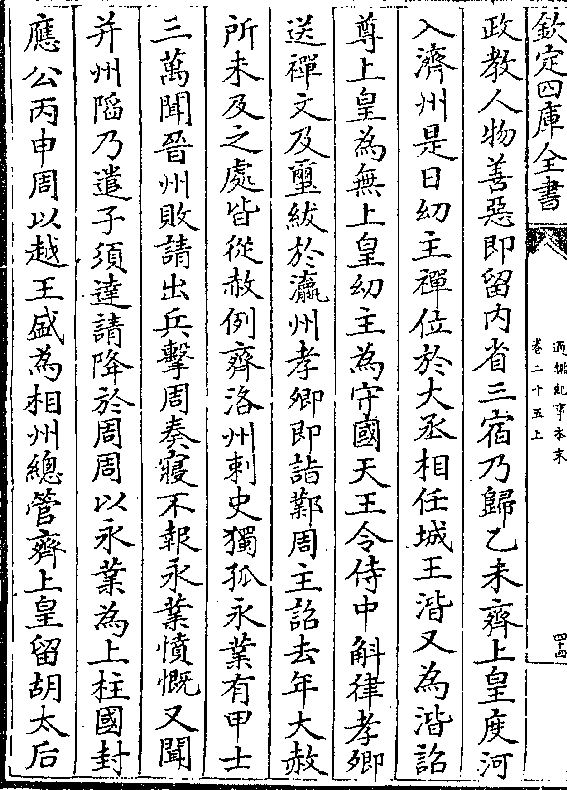 欽定四庫全書
通鑑紀事本末
卷二十五上
四十四
政教人物善惡即留内省三宿乃歸乙未齊上皇度河
入濟州是日幼主禪位於大丞相任城王湝又為湝詔
尊上皇為無上皇幼主為守國天王令侍中斛律孝卿
送禪文及璽紱於瀛州孝卿即詣鄴周主詔去年大赦
所未及之處皆從赦例齊洛州刺史獨孤永業有甲士
三萬聞晉州敗請出兵擊周奏寢不報永業憤慨又聞
并州䧟乃遣子須達請降於周周以永業為上柱國封
應公丙申周以越王盛為相州總管齊上皇留胡太后